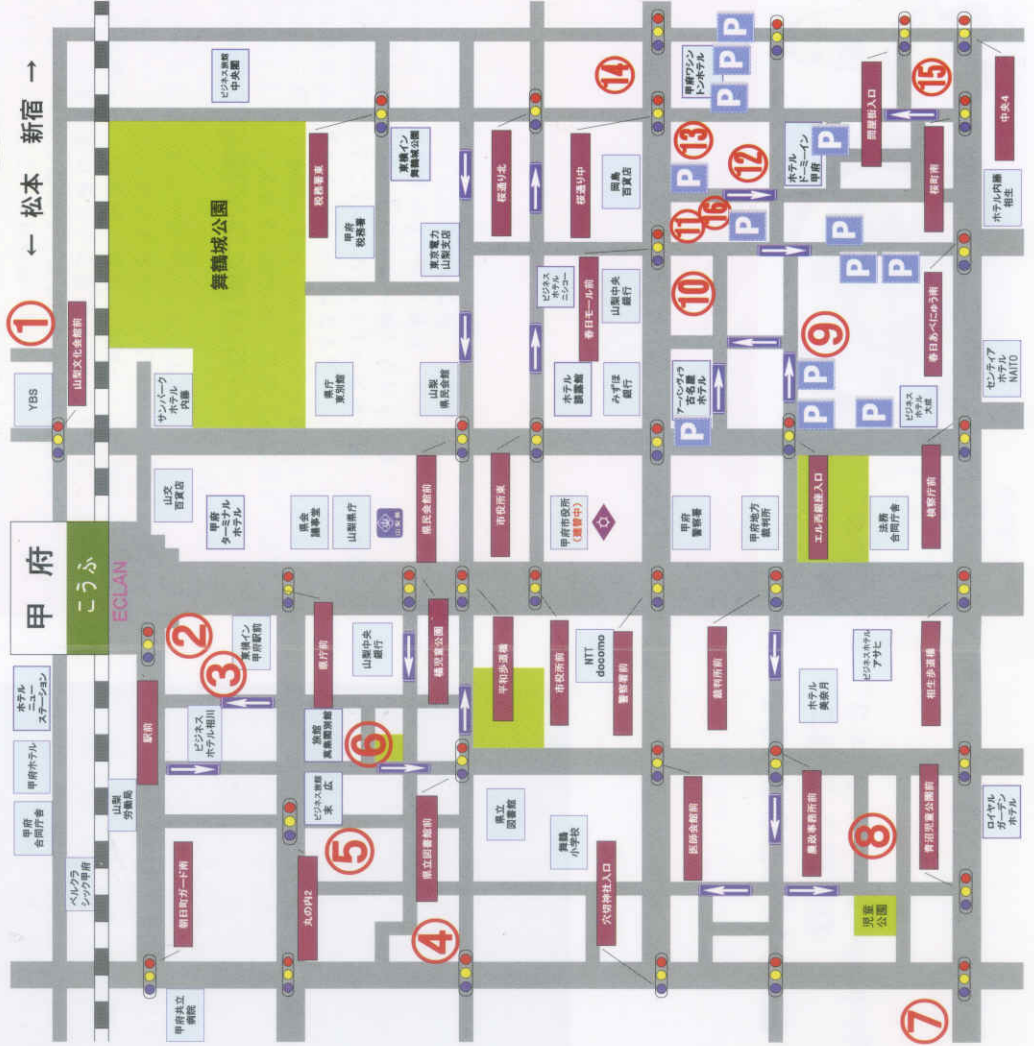 ← 松本 新宿 →
①
YBS
山梨文化会館前
甲府
こうふ
ECLAN
ホテル
ニュー
ステーション
甲府ホテル
甲府
合同庁舎
ベルクラ
シック甲府
ビジネス旅館
中央閣
舞鶴城公園
サンパーク
ホテル
内藤
山交
百貨店
甲府
ターミナル
ホテル
②
③
東横イン
甲府駅前
駅前
山梨
労働局
朝日町ガード南
甲府共立
病院
ビジネス
ホテル相川
税務署東
甲府
税務署
東横イン
舞鶴城公園
県庁
東別館
県会
議事堂
山梨県庁
県庁前
山梨中央
銀行
旅館
萬集閣別館
⑥
ビジネス旅館
末広
⑤
丸の内2
④
東京電力
山梨支店
山梨
県民会館
県民会館前
橘児童公園
県立図書館前
桜通り北
市役所東
平和歩道橋
県立
図書館
桜通り中
ビジネス
ホテル
ニショー
春日モール前
ホテル
談露館
甲府市役所
(建替中)
市役所前
舞鶴
小学校
穴切神社入口
⑭
岡島
百貨店
山梨中央
銀行
みずほ
銀行
NTT
docomo
警察署前
甲府ワシン
トンホテル
P
P
P
⑬
P
⑪
⑯
⑫
P
⑩
アーバンヴィラ
古名屋
ホテル
P
甲府
警察署
甲府地方
裁判所
裁判所前
医師会館前
ホテル
ドーミーイン
甲府
P
P
P
P
⑨
P
P
P
エル西銀座入口
ホテル
美奈月
農政事務所前
問屋街入口
⑮
桜町南
春日あべにゅう南
ビジネス
ホテル
大成
法務
合同庁舎
検察庁前
ビジネスホテル
アサヒ
相生歩道橋
⑧
児童
公園
青沼児童公園前
⑦
中央4
ホテル内藤
相生
センティア
ホテル
NAITO
ロイヤル
ガーデン
ホテル